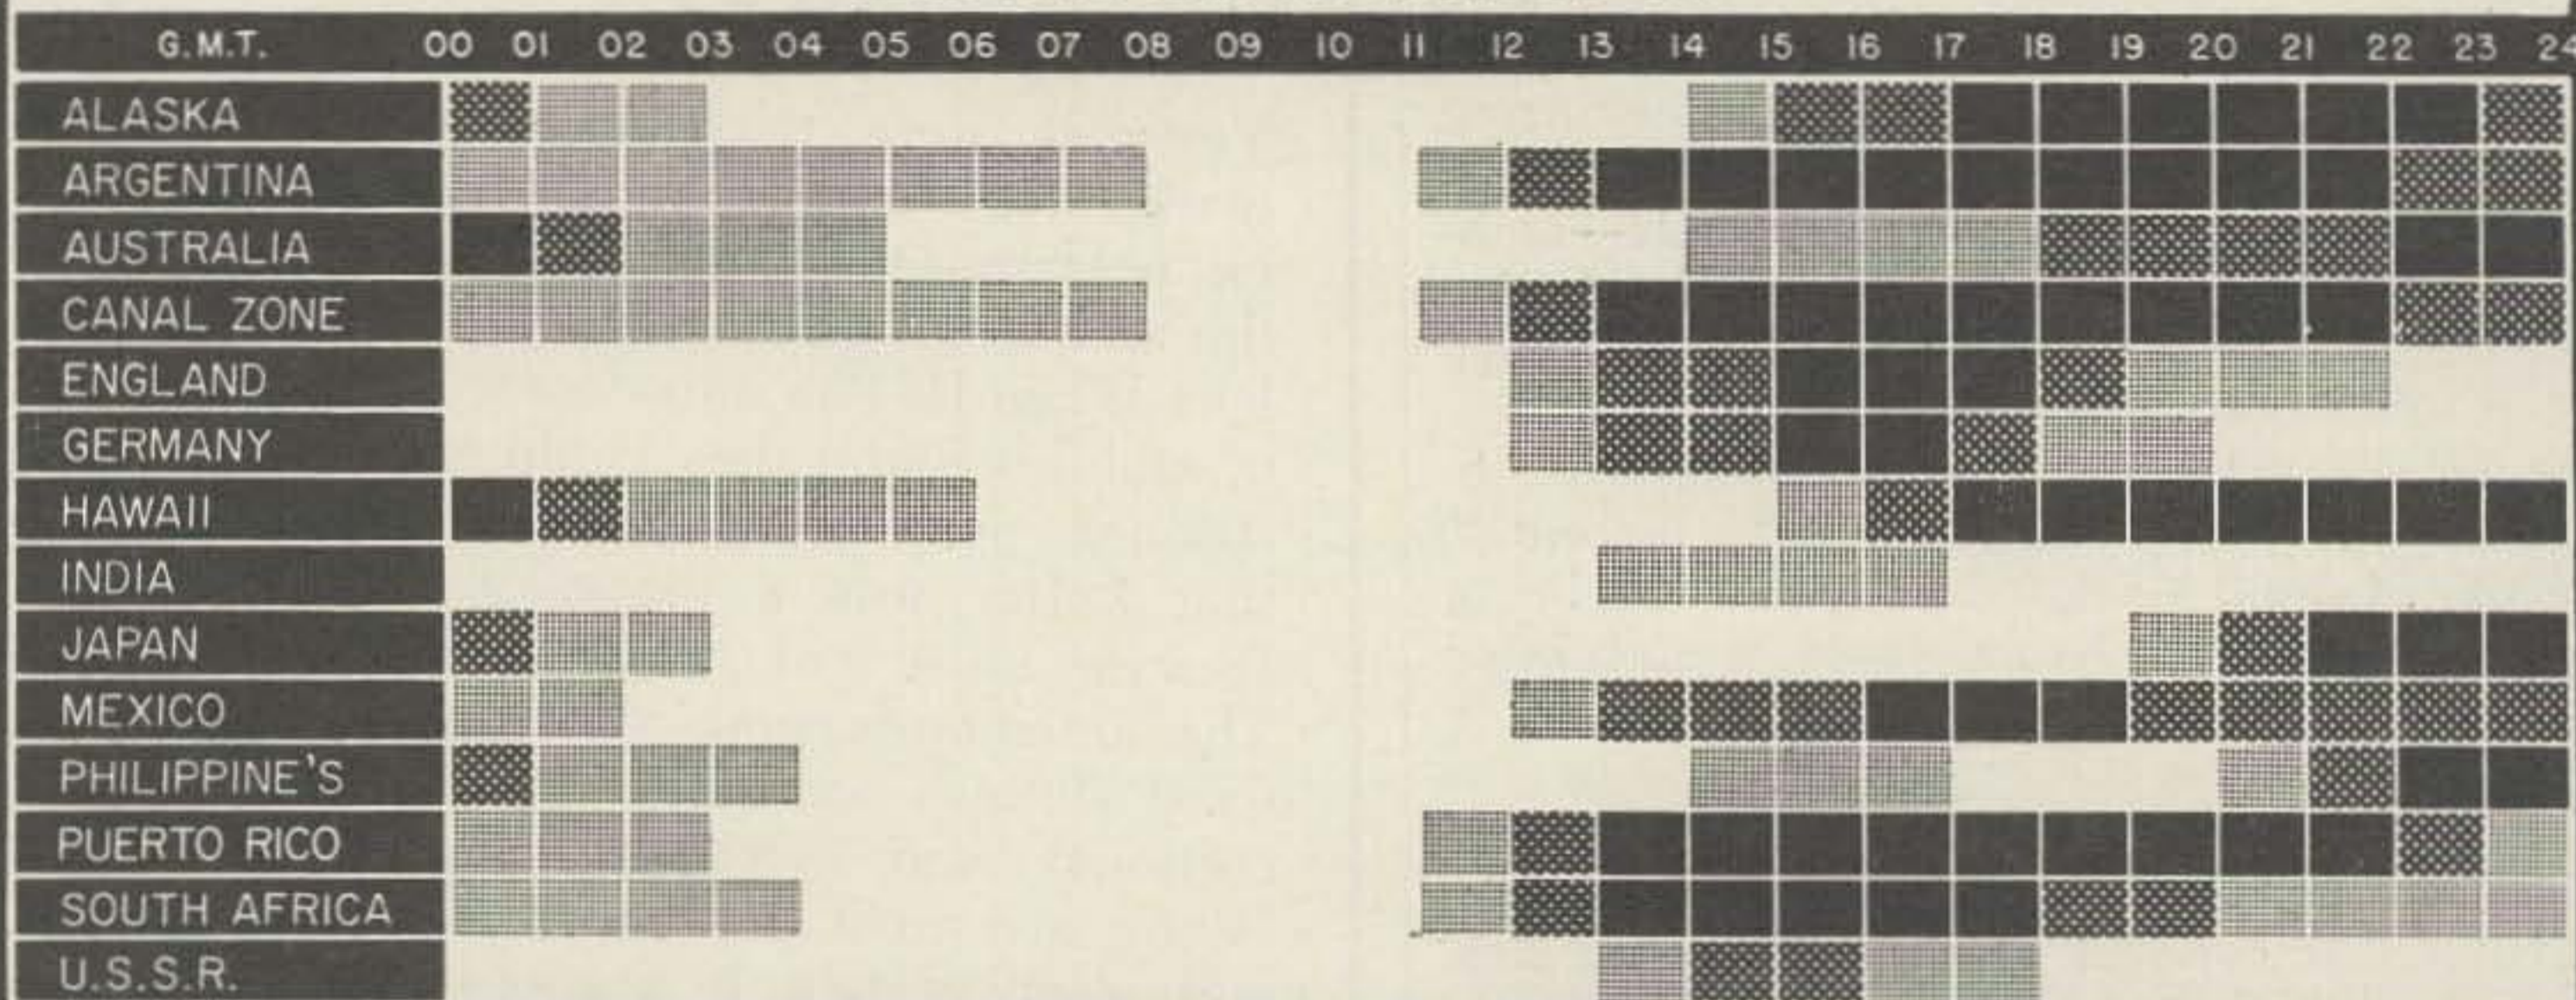 G.M.T. 00 01 02 03 04 05 06 07 08 09 10 11 12 13 14 15 16 17 18 19 20 21 22 23 24
ALASKA
ARGENTINA
AUSTRALIA
CANAL ZONE
ENGLAND
GERMANY
HAWAII
INDIA
JAPAN
MEXICO
PHILIPPINE'S
PUERTO RICO
SOUTH AFRICA
U.S.S.R.